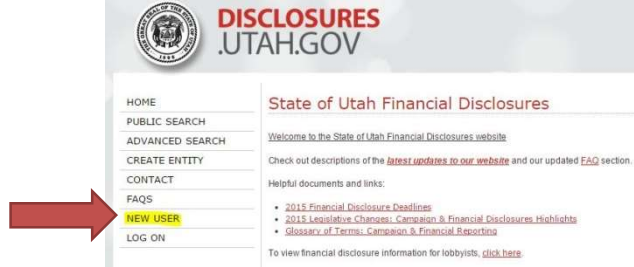 DISCLOSURES
.UTAH.GOV
HOME
PUBLIC SEARCH
ADVANCED SEARCH
CREATE ENTITY
CONTACT
FAQS
NEW USER
LOG ON
State of Utah Financial Disclosures
Welcome to the State of Utah Financial Disclosures website
Check out descriptions of the latest updates to our website and our updated FAQ section.
Helpful documents and links:
2015 Financial Disclosure Deadlines
2015 Legislative Changes: Campaign & Financial Disclosures Highlights
Glossary of Terms: Campaign & Financial Reporting
To view financial disclosure information for lobbyists, click here.